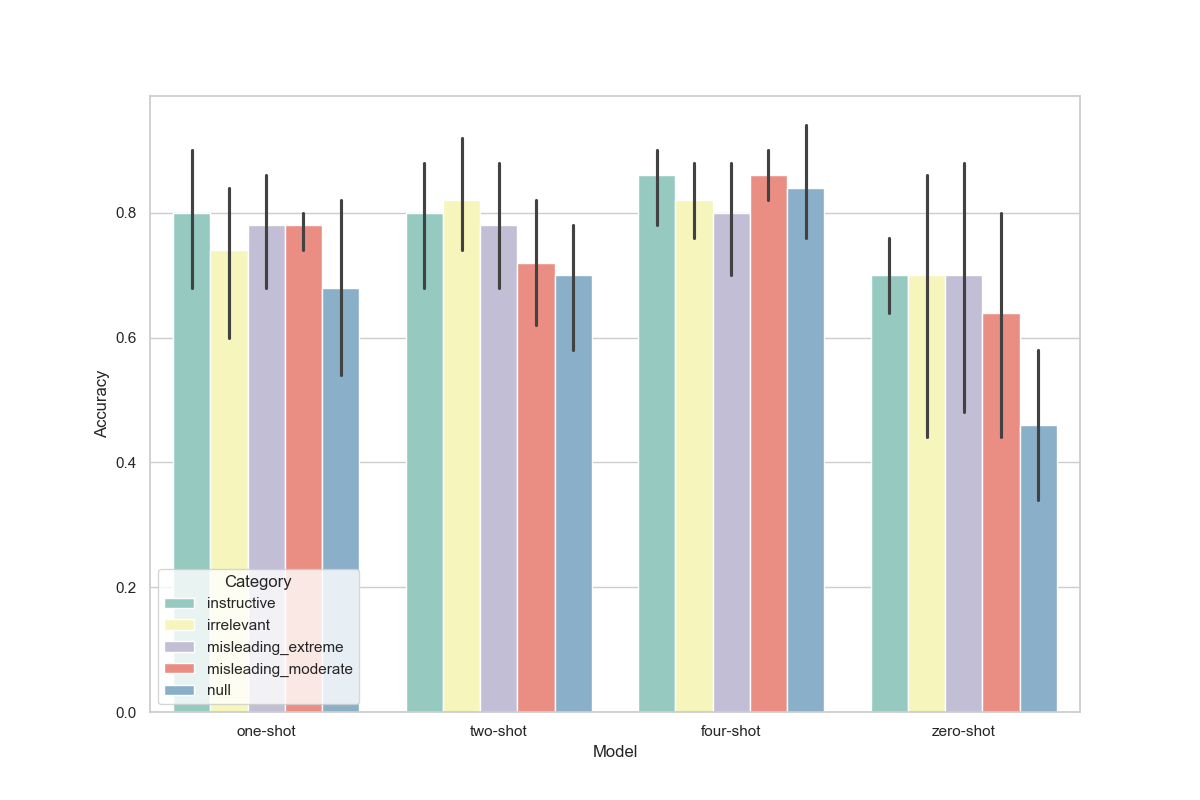 0.8
0.6
0.4
0.2
0.0
Accuracy
Category
instructive
irrelevant
misleading_extreme
misleading_moderate
null
one-shot
two-shot
four-shot
zero-shot
Model